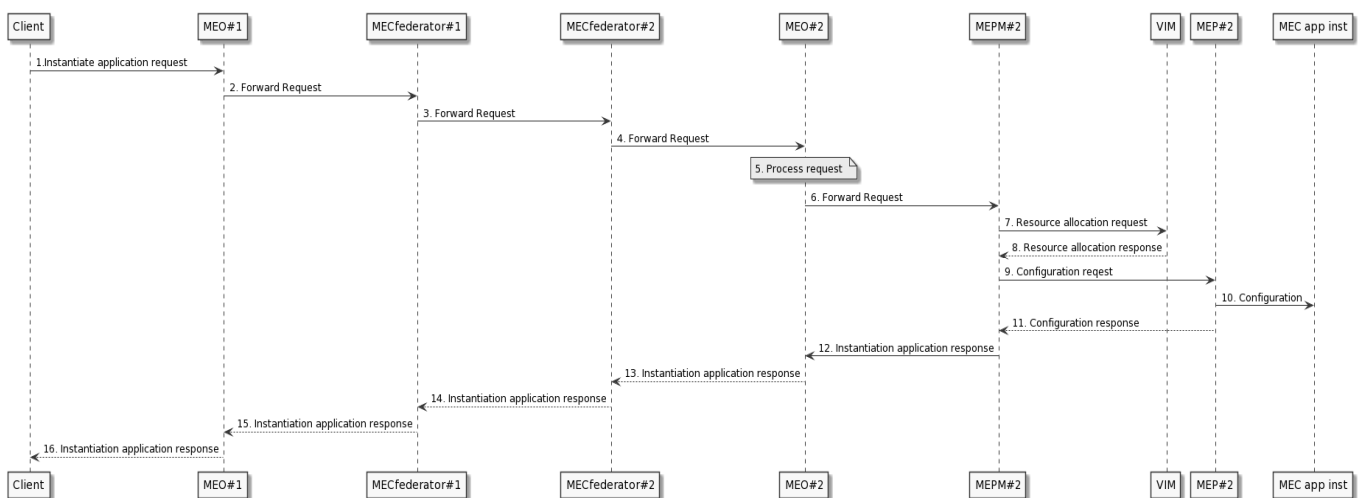 Client MEO#1 MECfederator#1 MECfederator#2 MEO#2 MEPM#2 VIM MEP#2 MEC app inst
1.Instantiate application request
2. Forward Request
3. Forward Request
4. Forward Request
5. Process request
6. Forward Request
7. Resource allocation request
8. Resource allocation response
9. Configuration reqest
10. Configuration
11. Configuration response
12. Instantiation application response
13. Instantiation application response
14. Instantiation application response
15. Instantiation application response
16. Instantiation application response
Client MEO#1 MECfederator#1 MECfederator#2 MEO#2 MEPM#2 VIM MEP#2 MEC app inst